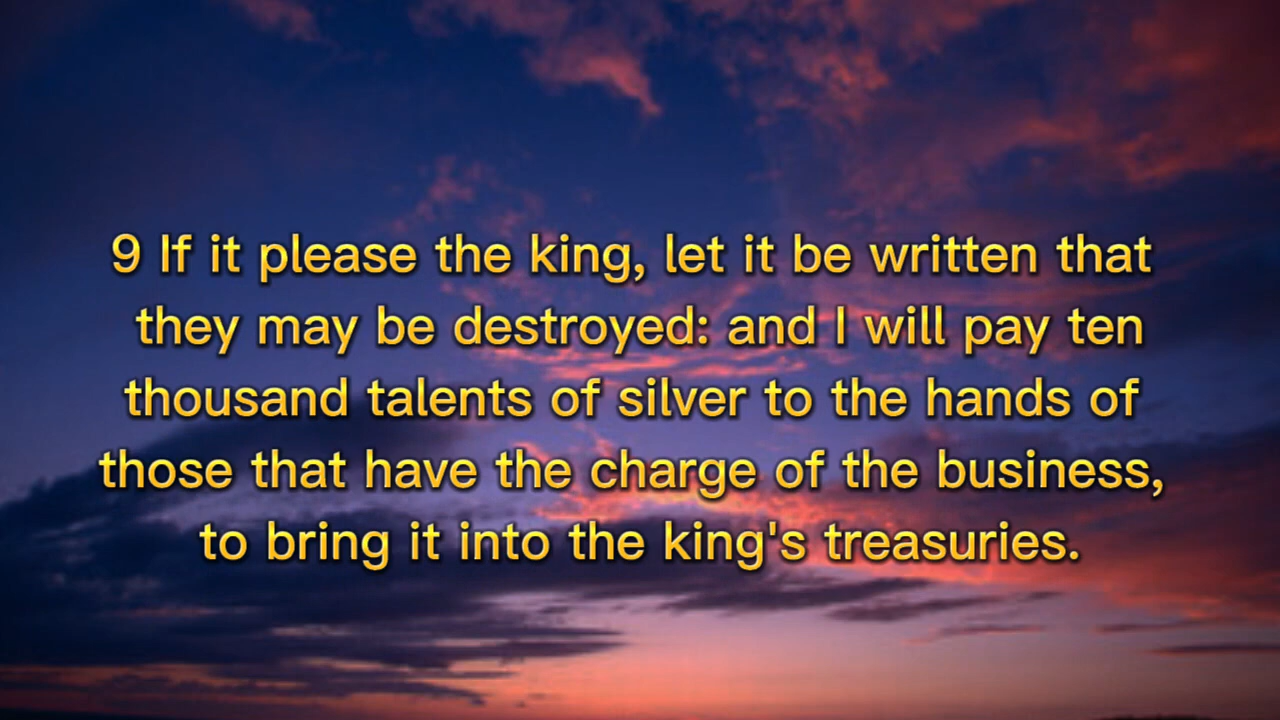 9 If it please the king, let it be written that
they may be destroyed: and I will pay ten
thousand talents of silver to the hands of
those that have the charge of the business,
to bring it into the king's treasuries.